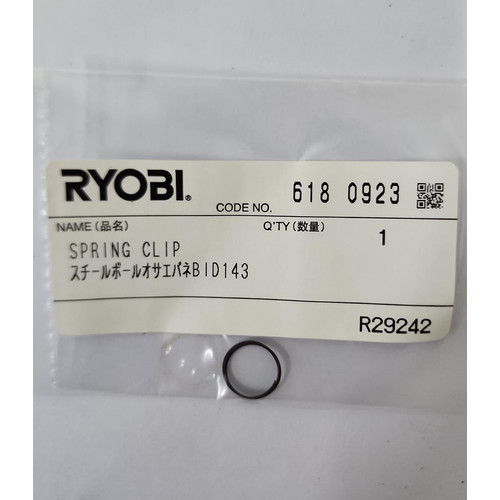 RYOBI®
CODE NO. 618 0923
NAME (品名) Q'TY (数量)
SPRING CLIP 1
スチールボールオサエバネBID143
R29242